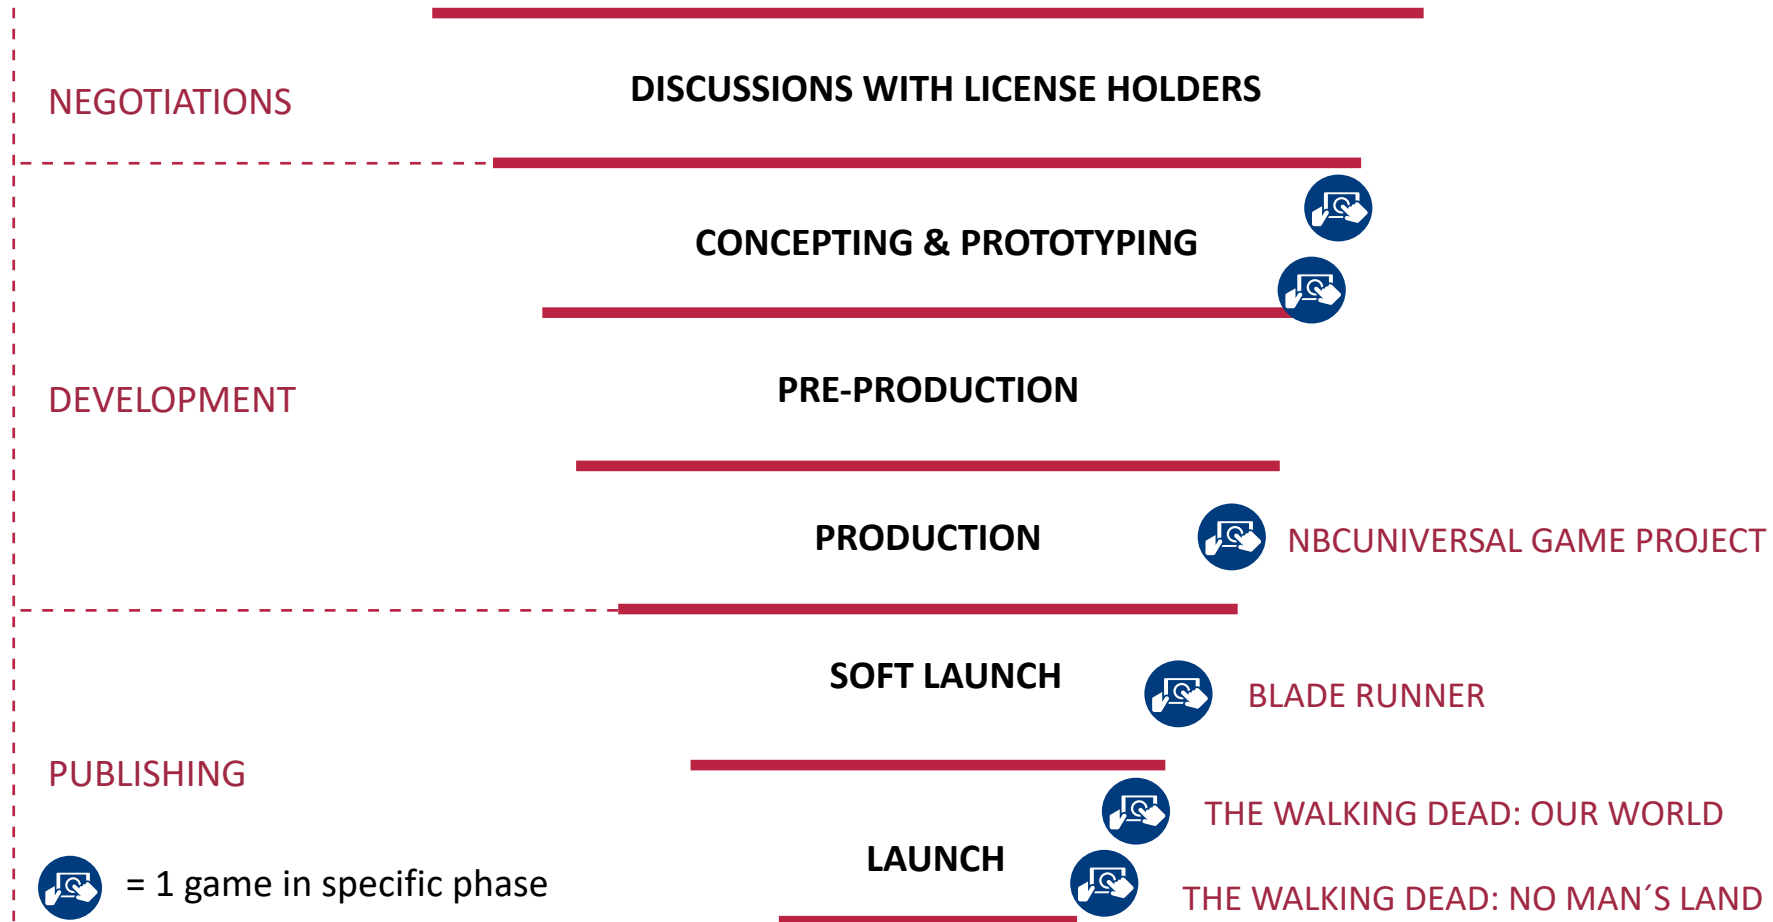 NEGOTIATIONS
DISCUSSIONS WITH LICENSE HOLDERS
CONCEPTING & PROTOTYPING
DEVELOPMENT
PRE-PRODUCTION
PRODUCTION
NBCUNIVERSAL GAME PROJECT
SOFT LAUNCH
BLADE RUNNER
PUBLISHING
THE WALKING DEAD: OUR WORLD
LAUNCH
THE WALKING DEAD: NO MAN´S LAND
= 1 game in specific phase